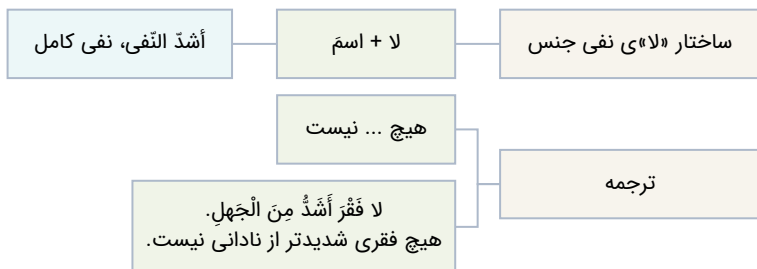 ساختار «لا»ی نفی جنس
لا + اسمَ
أشدّ النّفی، نفی کامل
ترجمه
هیچ ... نیست
لا فَقْرَ أَشَدُّ مِنَ الْجَهلِ.
هیچ فقری شدیدتر از نادانی نیست.